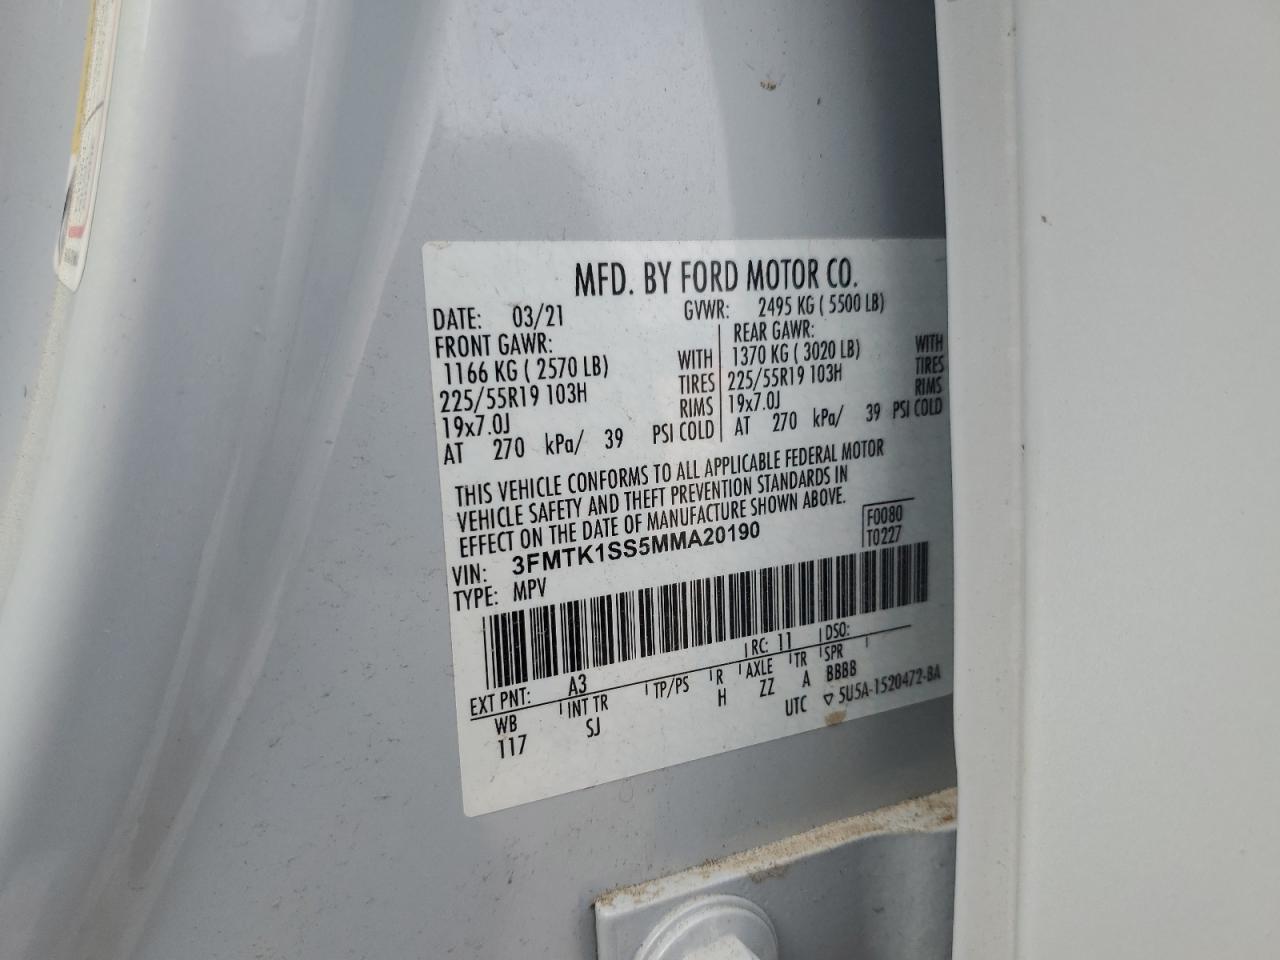 MFD. BY FORD MOTOR CO.
DATE: 03/21 GVWR: 2495 KG ( 5500 LB)
FRONT GAWR: REAR GAWR:
1166 KG ( 2570 LB) WITH 1370 KG ( 3020 LB) WITH
225/55R19 103H TIRES 225/55R19 103H TIRES
19x7.0J RIMS 19x7.0J RIMS
AT 270 kPa/ 39 PSI COLD AT 270 kPa/ 39 PSI COLD
THIS VEHICLE CONFORMS TO ALL APPLICABLE FEDERAL MOTOR
VEHICLE SAFETY AND THEFT PREVENTION STANDARDS IN
EFFECT ON THE DATE OF MANUFACTURE SHOWN ABOVE.
VIN: 3FMTK1SS5MMA20190 F0080
TYPE: MPV T0227
EXT PNT: A3 RC: 11 DSO:
WB INT TR TP/PS R AXLE TR SPR
117 SJ H ZZ A BBBB
UTC ▽ 5U5A-1520472-BA